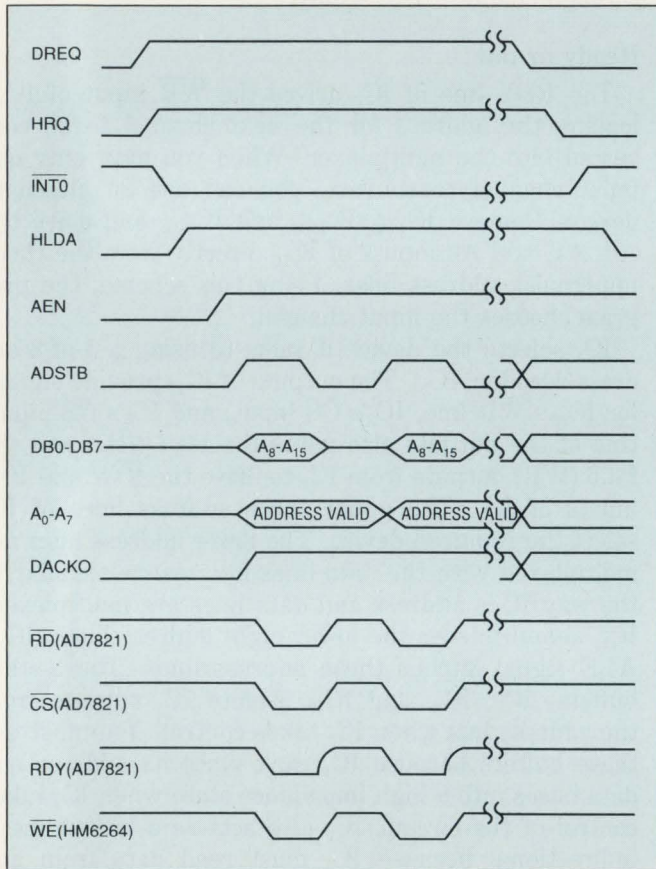 DREQ
HRQ
INT0
HLDA
AEN
ADSTB
DB0-DB7 A8-A15 A8-A15
A0-A7 ADDRESS VALID ADDRESS VALID
DACKO
RD(AD7821)
CS(AD7821)
RDY(AD7821)
WE(HM6264)